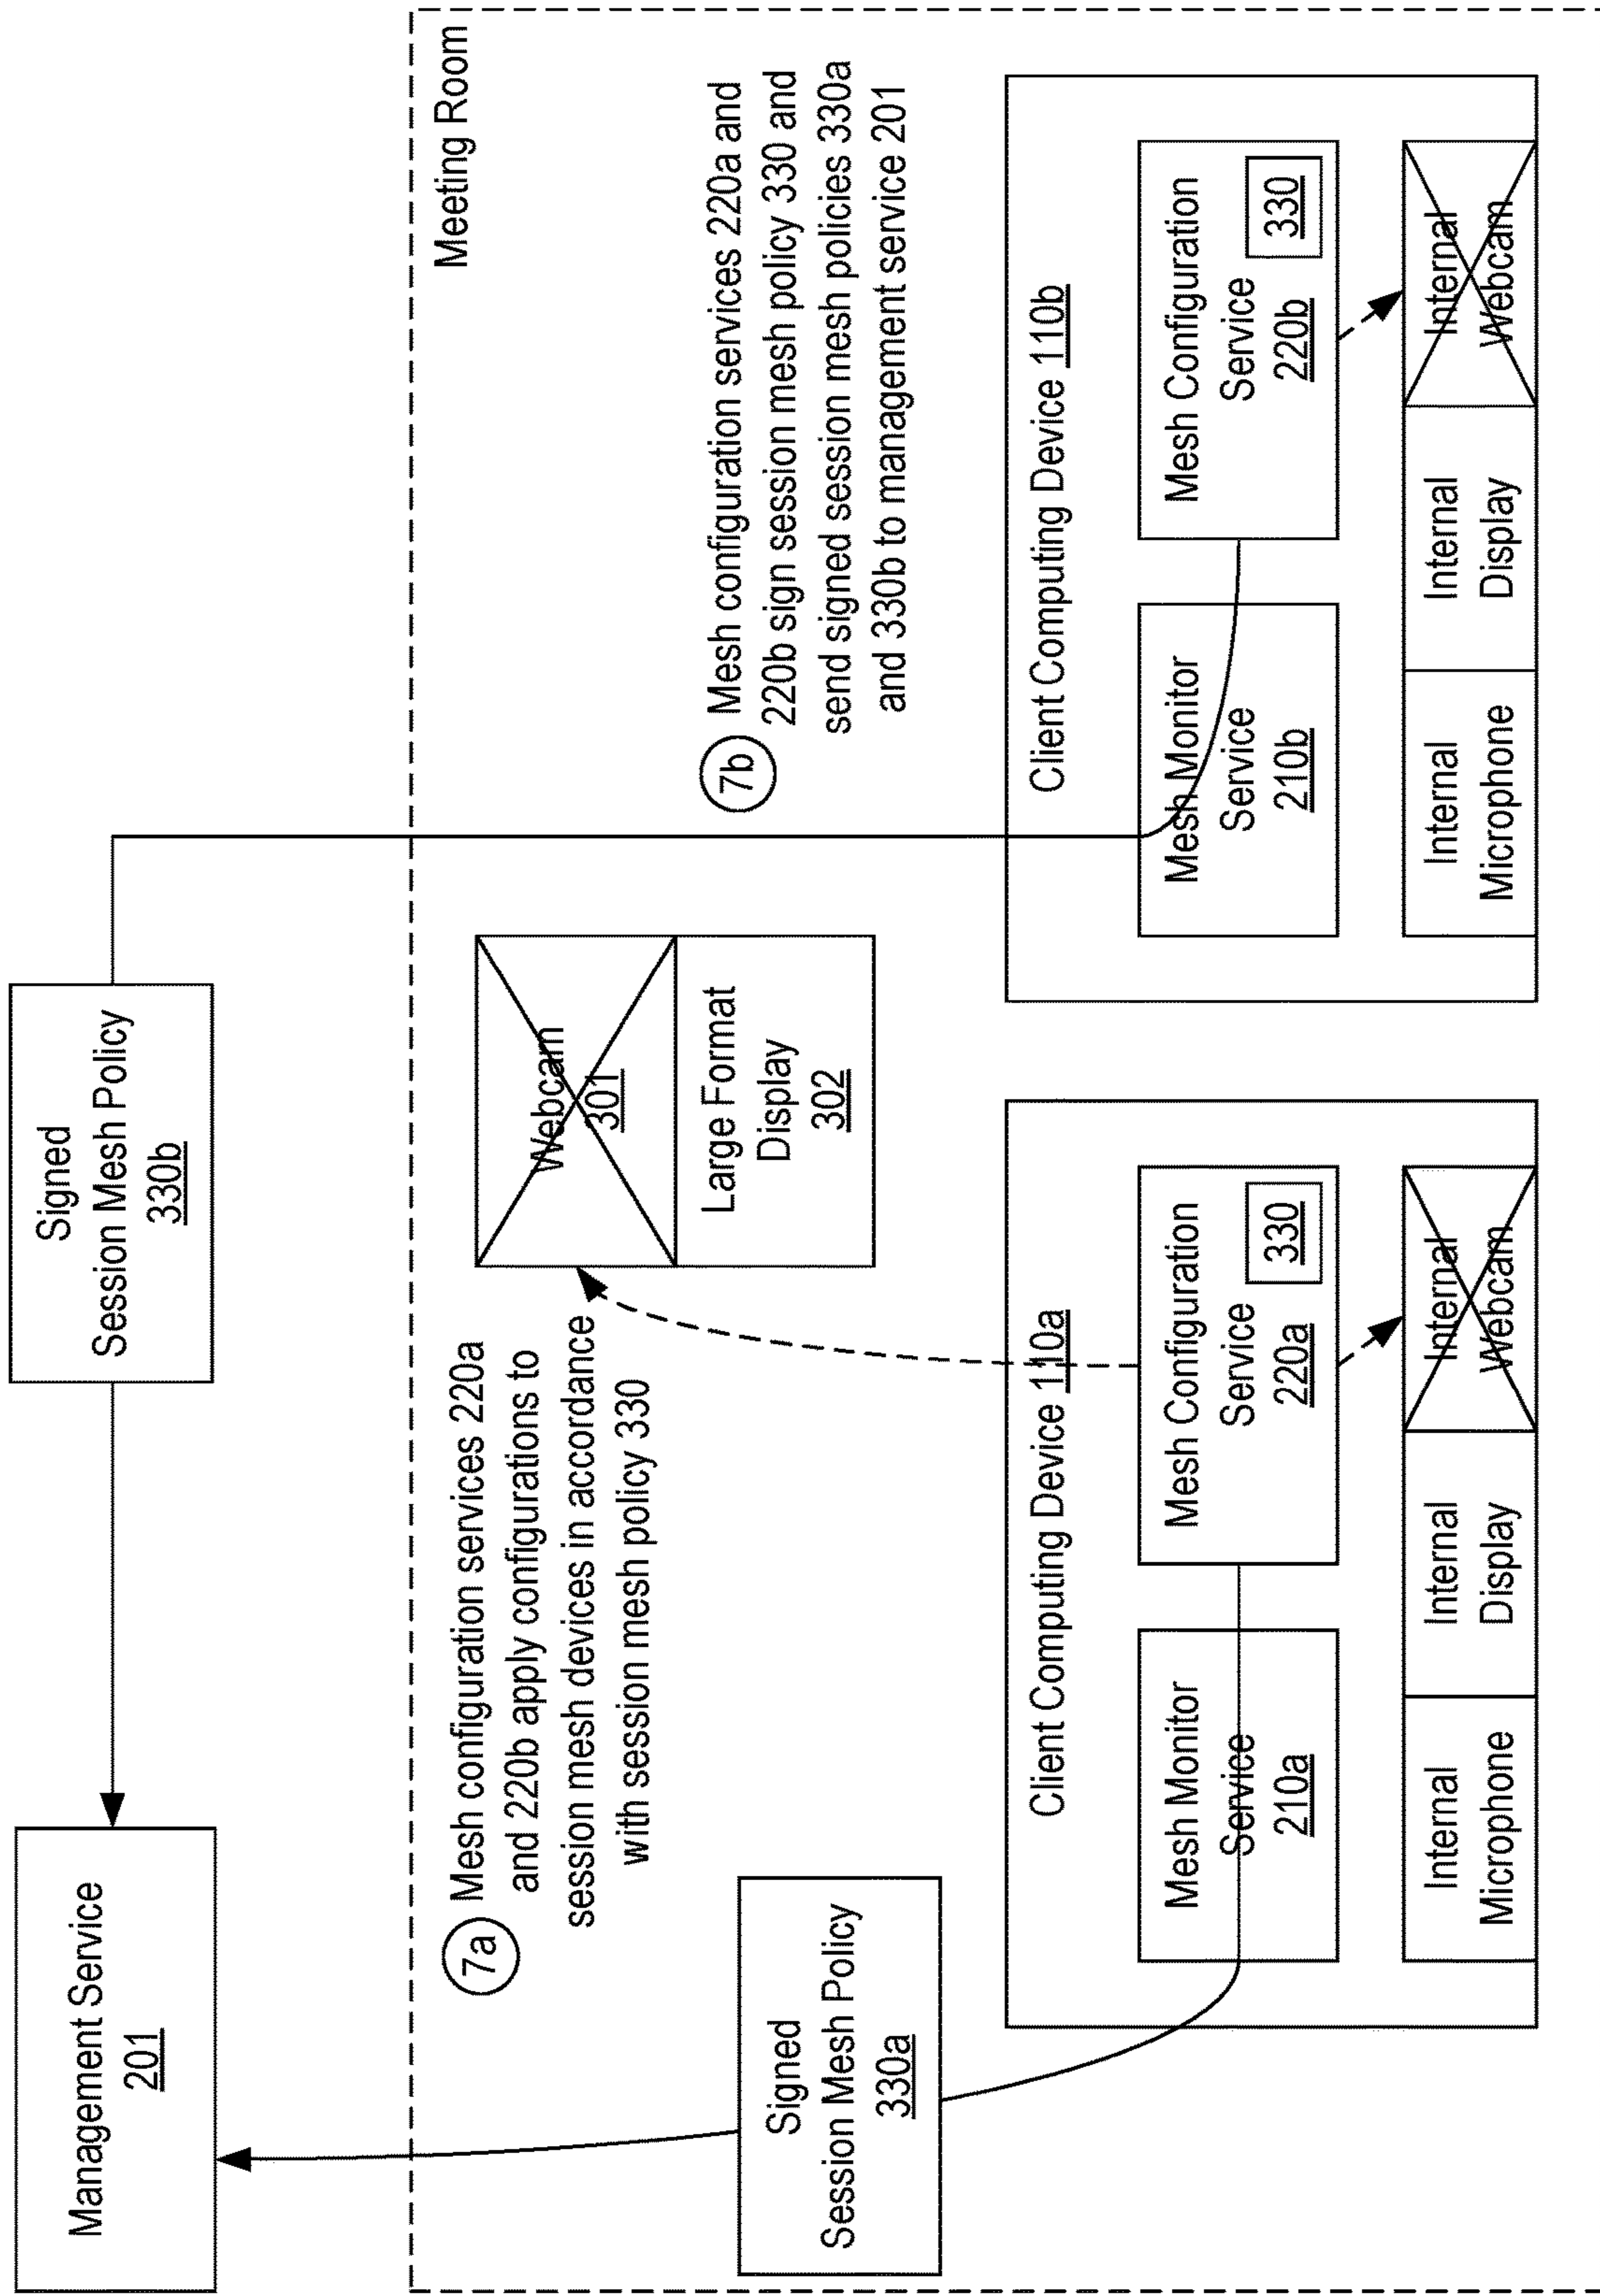 Management Service
201
Signed
Session Mesh Policy
330b
Meeting Room
7a
Mesh configuration services 220a
and 220b apply configurations to
session mesh devices in accordance
with session mesh policy 330
Webcam
301
Large Format
Display
302
7b
Mesh configuration services 220a and
220b sign session mesh policy 330 and
send signed session mesh policies 330a
and 330b to management service 201
Signed
Session Mesh Policy
330a
Client Computing Device 110a
Mesh Monitor
Service
210a
Mesh Configuration
Service
220a
330
Internal
Microphone
Internal
Display
Internal
Webcam
Client Computing Device 110b
Mesh Monitor
Service
210b
Mesh Configuration
Service
220b
330
Internal
Microphone
Internal
Display
Internal
Webcam